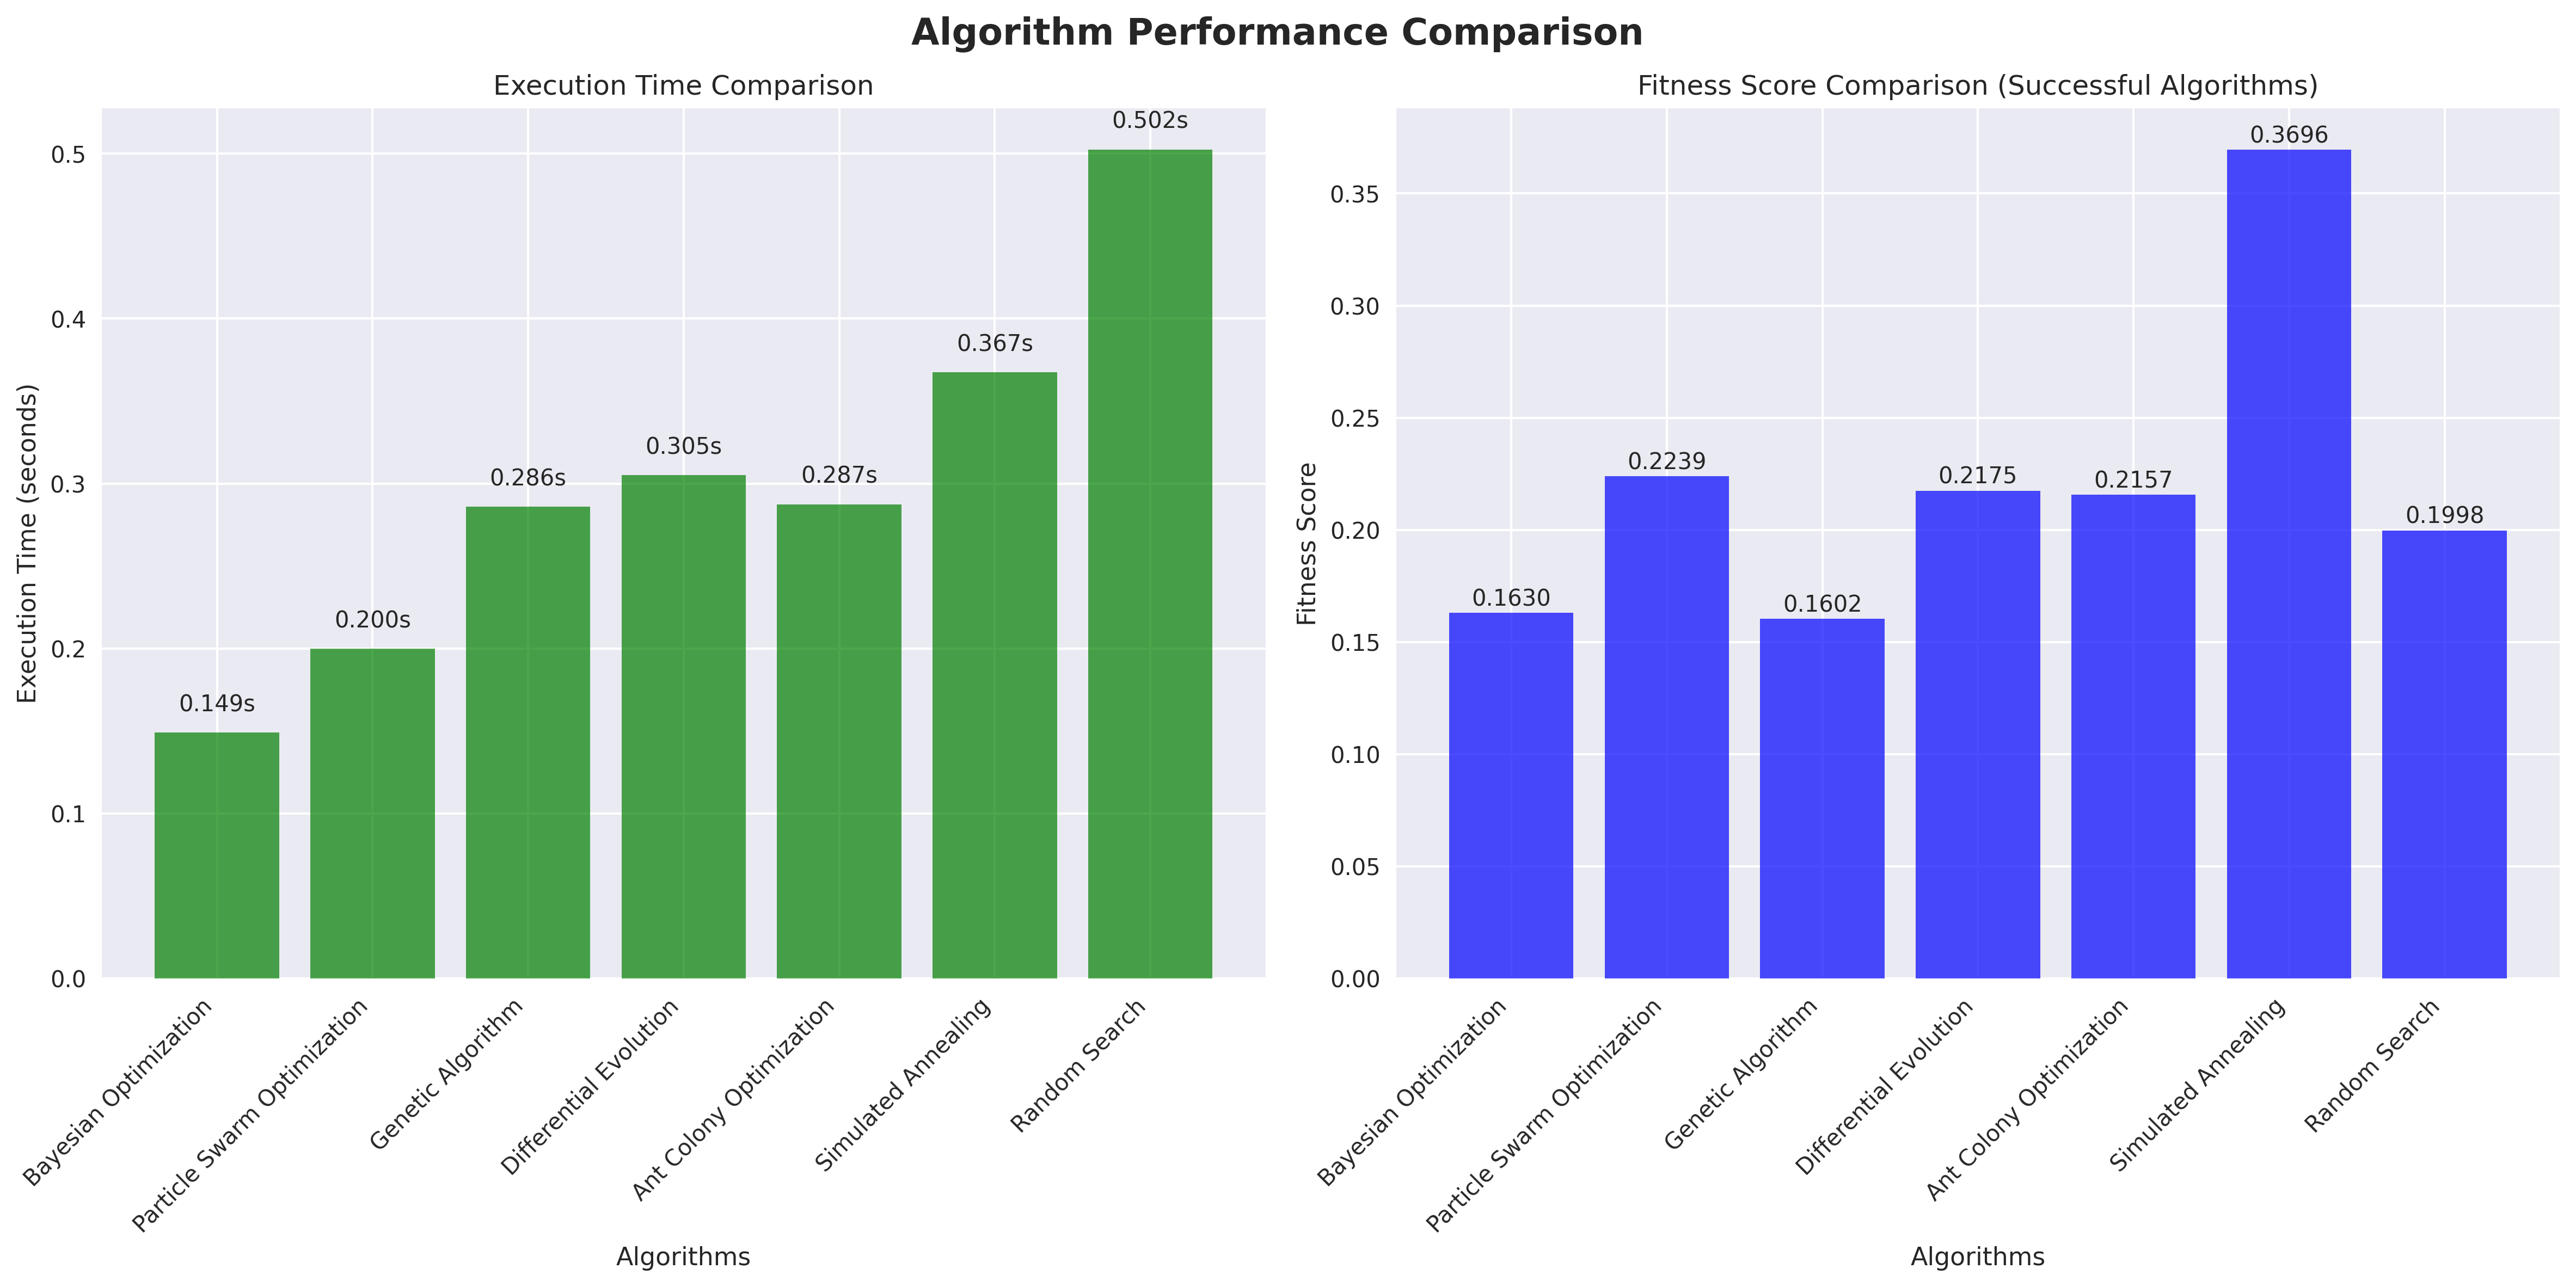 Algorithm Performance Comparison
Execution Time Comparison
Execution Time (seconds)
0.5
0.4
0.3
0.2
0.1
0.0
0.149s
0.200s
0.286s
0.305s
0.287s
0.367s
0.502s
Bayesian Optimization
Particle Swarm Optimization
Genetic Algorithm
Differential Evolution
Ant Colony Optimization
Simulated Annealing
Random Search
Algorithms
Fitness Score Comparison (Successful Algorithms)
Fitness Score
0.35
0.30
0.25
0.20
0.15
0.10
0.05
0.00
0.1630
0.2239
0.1602
0.2175
0.2157
0.3696
0.1998
Bayesian Optimization
Particle Swarm Optimization
Genetic Algorithm
Differential Evolution
Ant Colony Optimization
Simulated Annealing
Random Search
Algorithms